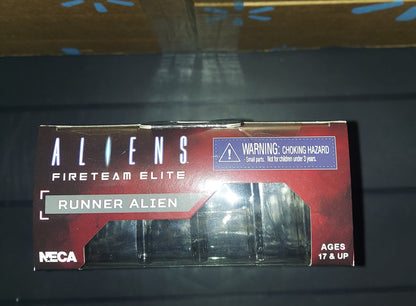 ALIENS
FIRETEAM ELITE
RUNNER ALIEN
WARNING: CHOKING HAZARD
Small parts. Not for children under 3 years.
NECA
AGES
17 & UP